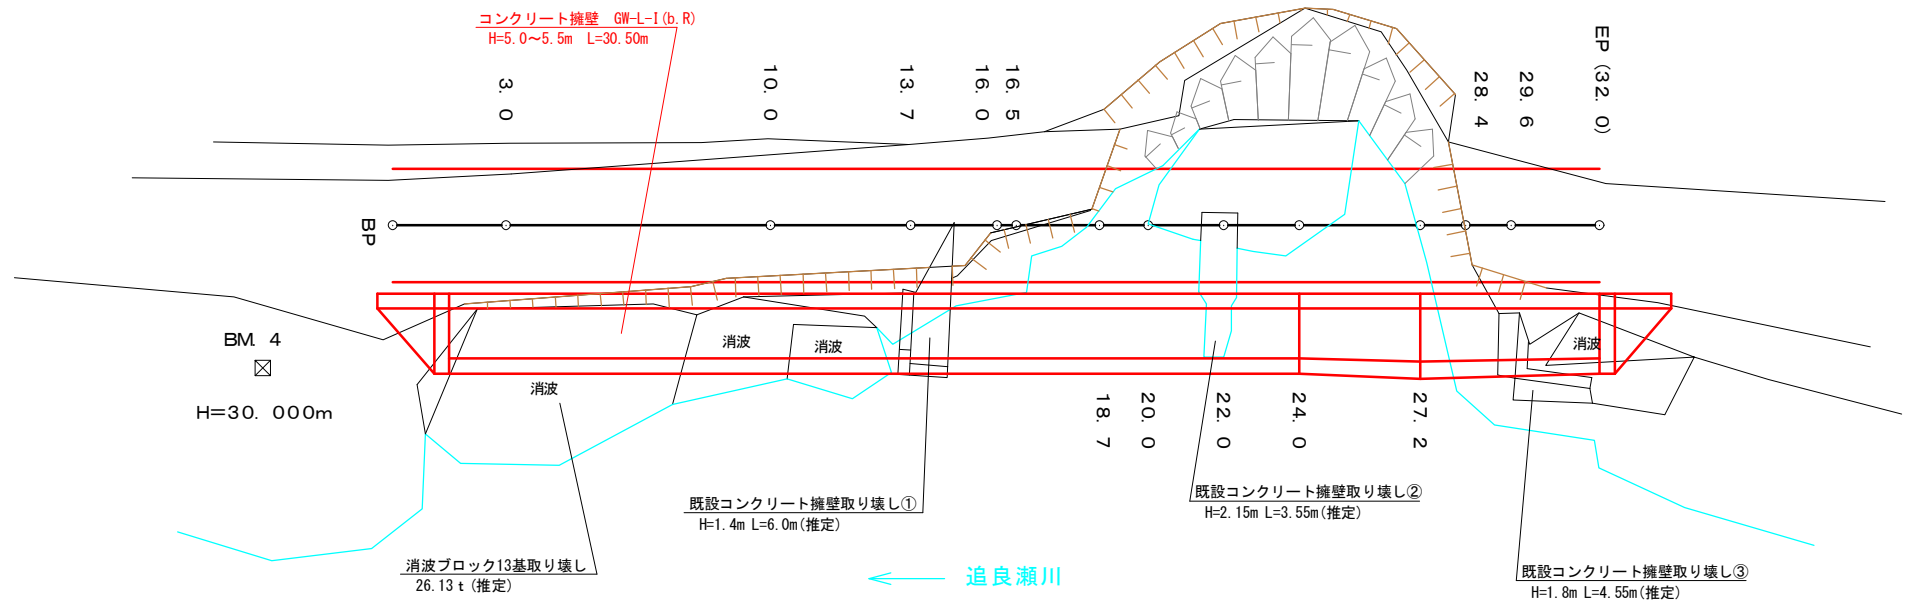 コンクリート擁壁 GW-L-I(b.R)
H=5.0～5.5m L=30.50m
3.0
10.0
13.7
16.0
16.5
28.4
29.6
EP(32.0)
BP
BM. 4
H=30.000m
消波
消波
消波
消波
18.7
20.0
22.0
24.0
27.2
既設コンクリート擁壁取り壊し①
H=1.4m L=6.0m(推定)
既設コンクリート擁壁取り壊し②
H=2.15m L=3.55m(推定)
消波ブロック13基取り壊し
26.13ｔ(推定)
追良瀬川
既設コンクリート擁壁取り壊し③
H=1.8m L=4.55m(推定)